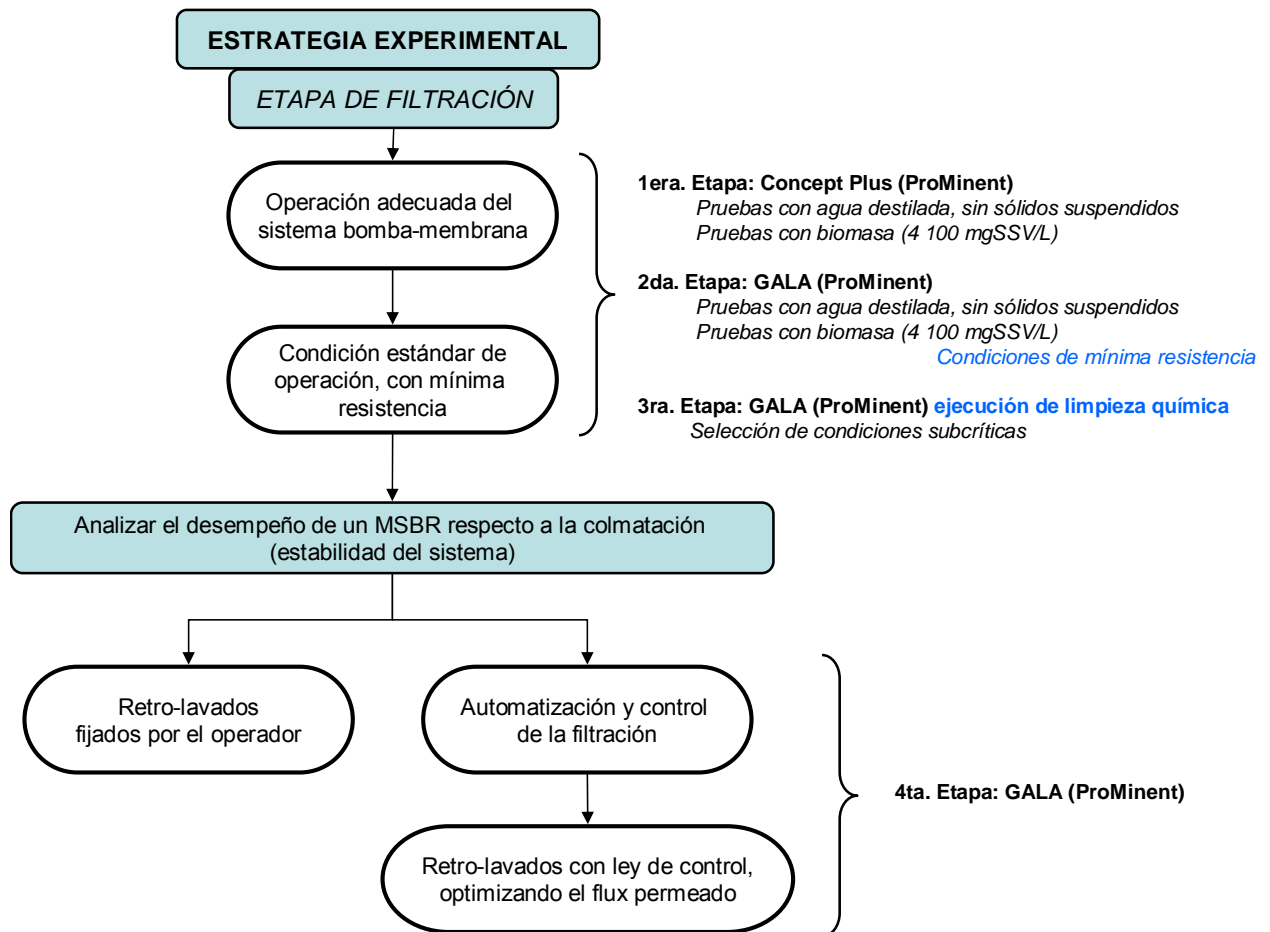 ESTRATEGIA EXPERIMENTAL
ETAPA DE FILTRACIÓN
Operación adecuada del
sistema bomba-membrana
Condición estándar de
operación, con mínima
resistencia
1era. Etapa: Concept Plus (ProMinent)
Pruebas con agua destilada, sin sólidos suspendidos
Pruebas con biomasa (4 100 mgSSV/L)
2da. Etapa: GALA (ProMinent)
Pruebas con agua destilada, sin sólidos suspendidos
Pruebas con biomasa (4 100 mgSSV/L)
Condiciones de mínima resistencia
3ra. Etapa: GALA (ProMinent) ejecución de limpieza química
Selección de condiciones subcríticas
Analizar el desempeño de un MSBR respecto a la colmatación
(estabilidad del sistema)
Retro-lavados
fijados por el operador
Automatización y control
de la filtración
Retro-lavados con ley de control,
optimizando el flux permeado
4ta. Etapa: GALA (ProMinent)